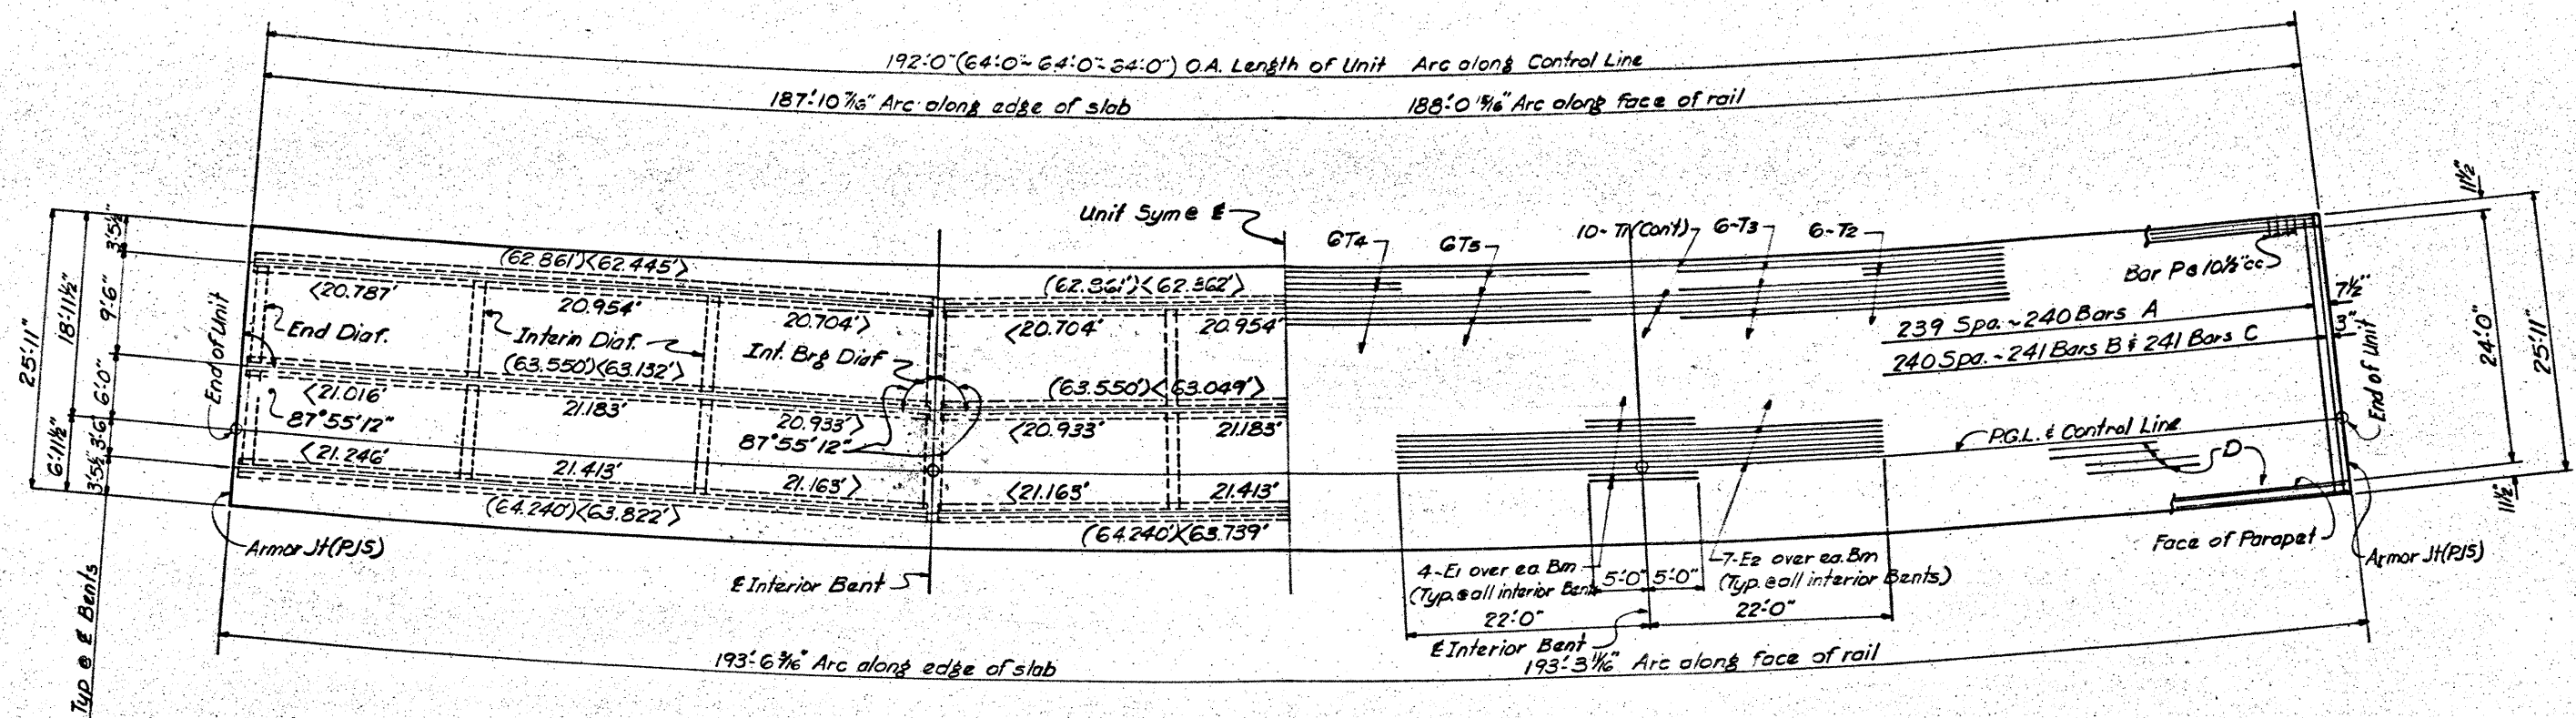 192'-0" (64'-0" ~ 64'-0" ~ 64'-0") O.A. Length of Unit Arc along Control Line
187'-10 7/16" Arc along edge of slab
188'-0 15/16" Arc along face of rail
Unit Sym @ ℄
6T4
6T5
10-T1(Cont)
6-T3
6-T2
Bar P @ 10½"cc
11½"
25'-11"
18'-11½"
6'-11½"
3'-5½"
9'-6"
6'-0"
3'-6"
3'-5½"
Typ @ ℄ Bents
End of Unit
(62.861')<62.445'>
<20.787'
20.954'
20.704'>
End Diaf.
Interin Diaf.
Int. Brg Diaf
(63.550')<63.132'>
<21.016'
21.183'
20.933'>
87°55'12"
87°55'12"
<21.246'
21.413'
21.163'>
(64.240')<63.822'>
Armor Jt(PJS)
℄ Interior Bent
(62.861')<62.362'>
<20.704'
20.954'
(63.550')<63.049'>
<20.933'
21.183'
<21.163'
21.413'
(64.240')<63.739'
239 Spa. ~ 240 Bars A
240 Spa. ~ 241 Bars B & 241 Bars C
7½"
3"
24'-0"
25'-11"
11½"
End of Unit
P.G.L. & Control Line
D
Face of Parapet
Armor Jt(PJS)
4-E1 over ea. Bm
(Typ. @ all interior Bents
5'-0" 5'-0"
7-E2 over ea. Bm
(Typ. @ all interior Bents)
22'-0"
22'-0"
℄ Interior Bent
193'-6 3/16" Arc along edge of slab
193'-3 11/16" Arc along face of rail